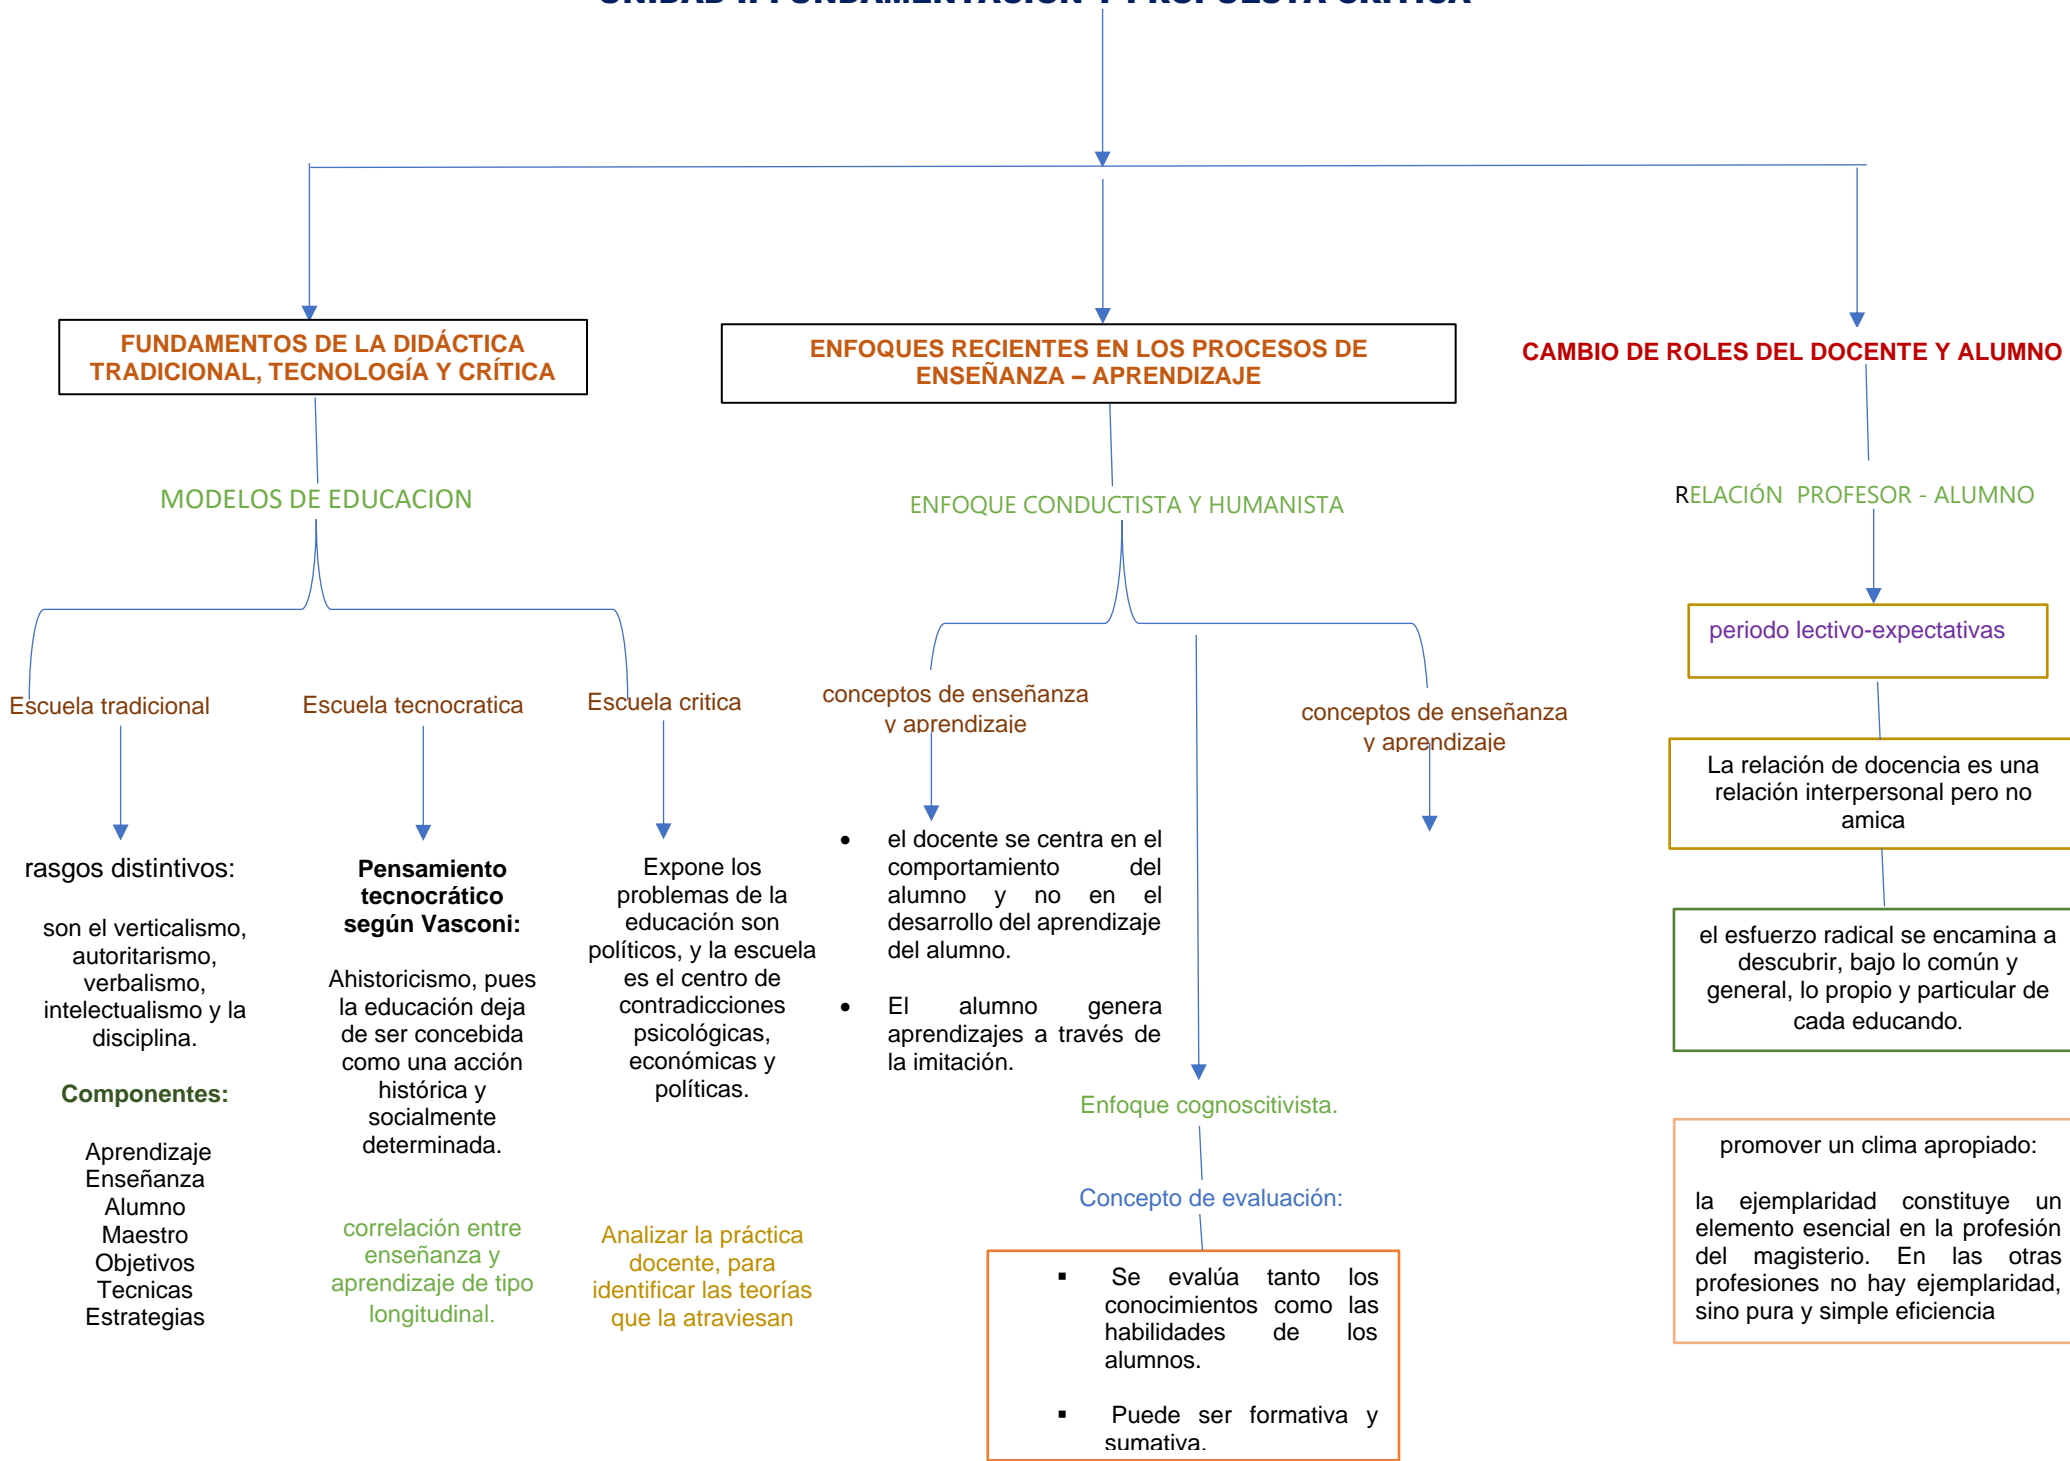 UNIDAD II: FUNDAMENTACIÓN Y PROPUESTA CRÍTICA
FUNDAMENTOS DE LA DIDÁCTICA
TRADICIONAL, TECNOLOGÍA Y CRÍTICA
MODELOS DE EDUCACION
Escuela tradicional
rasgos distintivos:
son el verticalismo,
autoritarismo,
verbalismo,
intelectualismo y la
disciplina.
Componentes:
Aprendizaje
Enseñanza
Alumno
Maestro
Objetivos
Tecnicas
Estrategias
Escuela tecnocratica
Pensamiento
tecnocrático
según Vasconi:
Ahistoricismo, pues
la educación deja
de ser concebida
como una acción
histórica y
socialmente
determinada.
correlación entre
enseñanza y
aprendizaje de tipo
longitudinal.
Escuela critica
Expone los
problemas de la
educación son
políticos, y la escuela
es el centro de
contradicciones
psicológicas,
económicas y
políticas.
Analizar la práctica
docente, para
identificar las teorías
que la atraviesan
ENFOQUES RECIENTES EN LOS PROCESOS DE
ENSEÑANZA – APRENDIZAJE
ENFOQUE CONDUCTISTA Y HUMANISTA
conceptos de enseñanza
y aprendizaje
• el docente se centra en el
comportamiento del
alumno y no en el
desarrollo del aprendizaje
del alumno.
• El alumno genera
aprendizajes a través de
la imitación.
Enfoque cognoscitivista.
Concepto de evaluación:
▪ Se evalúa tanto los
conocimientos como las
habilidades de los
alumnos.
▪ Puede ser formativa y
sumativa.
conceptos de enseñanza
y aprendizaje
CAMBIO DE ROLES DEL DOCENTE Y ALUMNO
RELACIÓN PROFESOR - ALUMNO
periodo lectivo-expectativas
La relación de docencia es una
relación interpersonal pero no
amica
el esfuerzo radical se encamina a
descubrir, bajo lo común y
general, lo propio y particular de
cada educando.
promover un clima apropiado:
la ejemplaridad constituye un
elemento esencial en la profesión
del magisterio. En las otras
profesiones no hay ejemplaridad,
sino pura y simple eficiencia